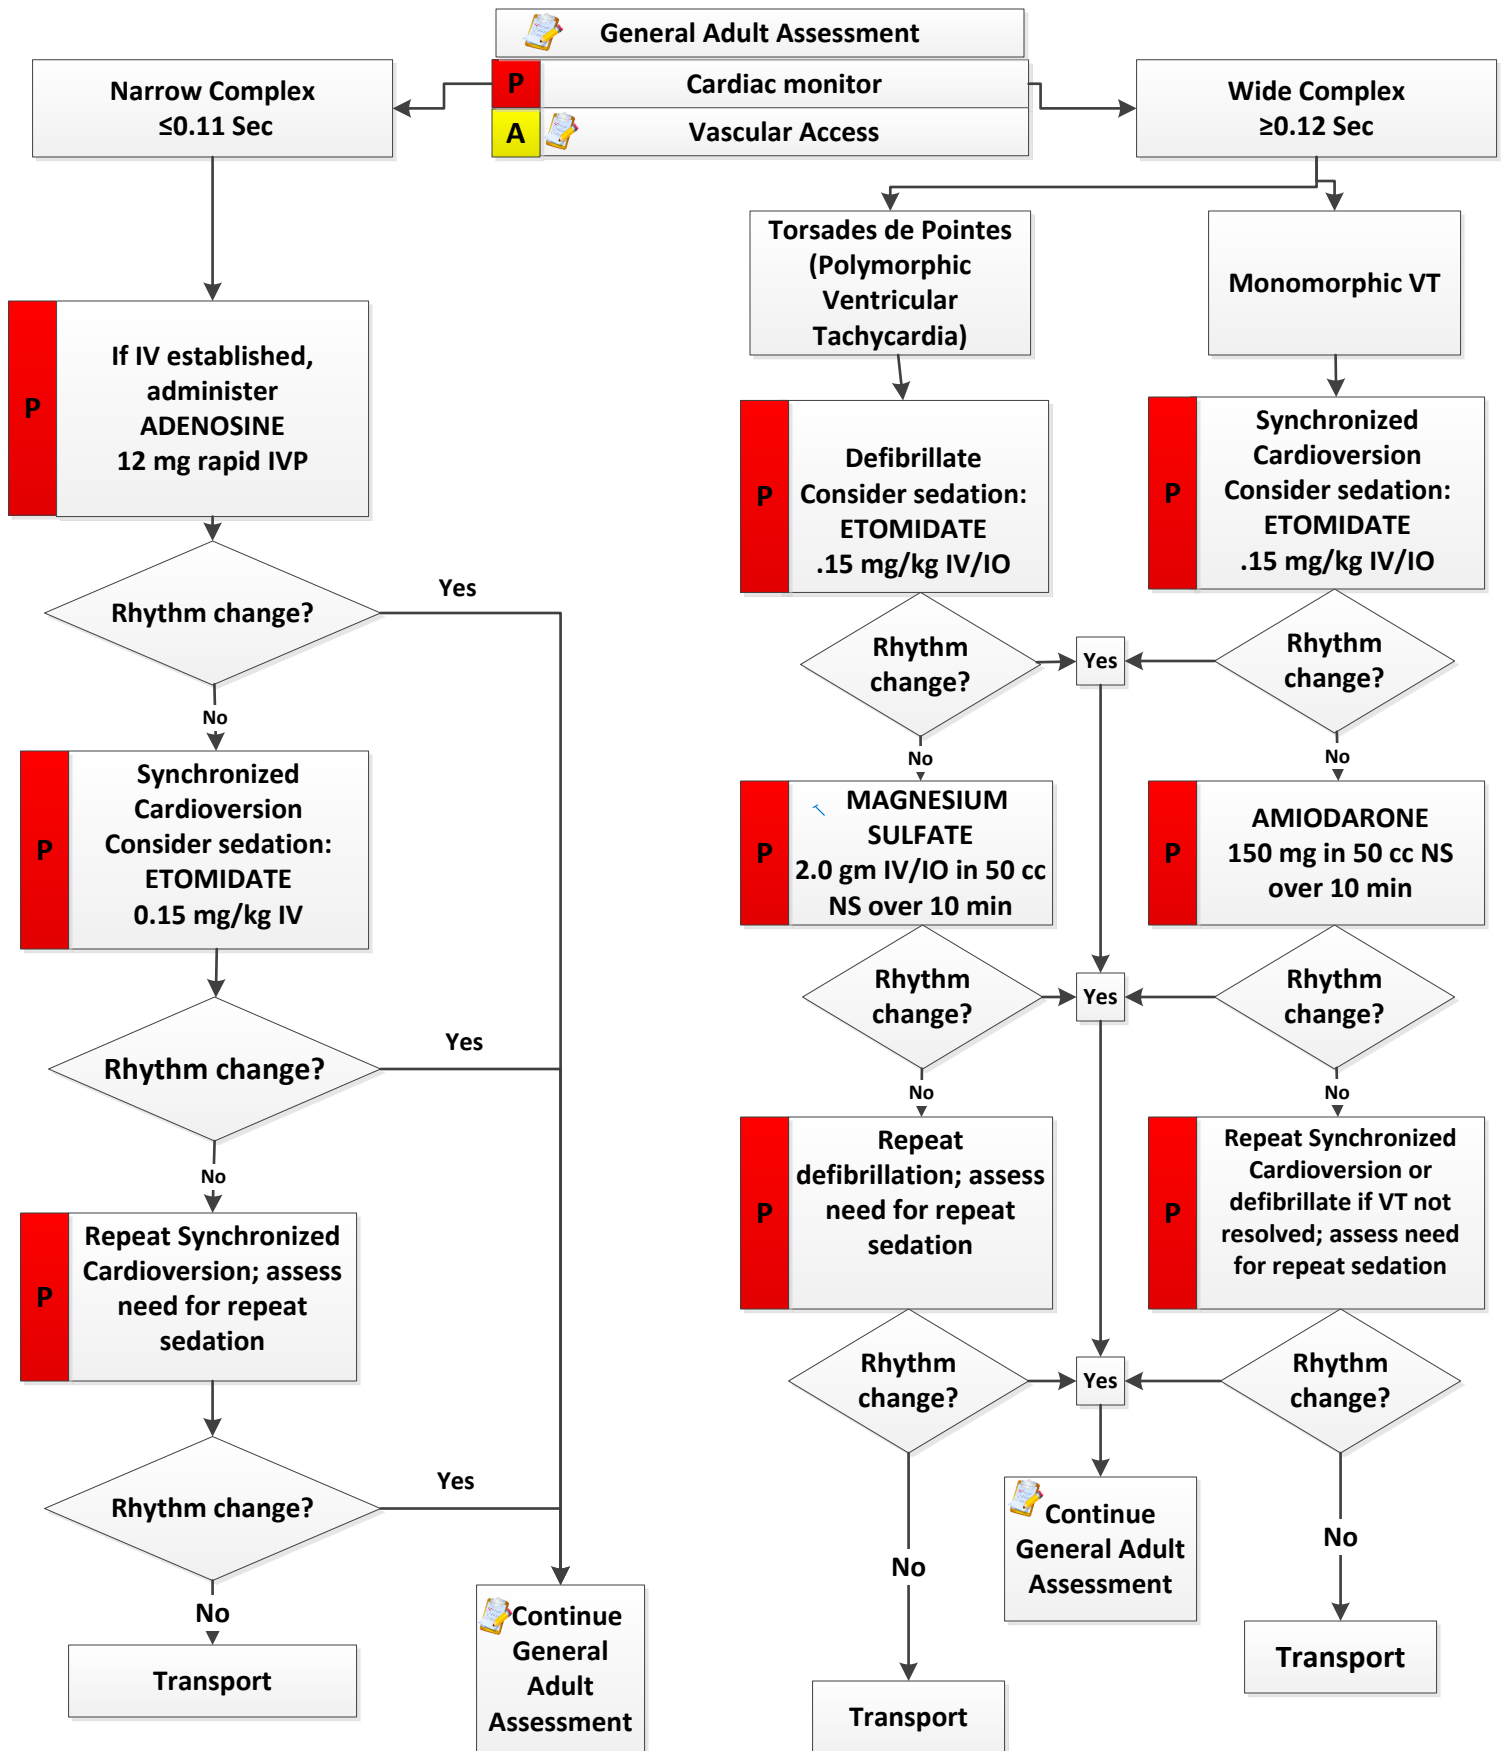 General Adult Assessment
P
Cardiac monitor
A
Vascular Access
Narrow Complex
≤0.11 Sec
Wide Complex
≥0.12 Sec
P
If IV established,
administer
ADENOSINE
12 mg rapid IVP
Rhythm change?
Yes
No
P
Synchronized
Cardioversion
Consider sedation:
ETOMIDATE
0.15 mg/kg IV
Rhythm change?
Yes
No
P
Repeat Synchronized
Cardioversion; assess
need for repeat
sedation
Rhythm change?
Yes
No
Transport
Continue
General
Adult
Assessment
Torsades de Pointes
(Polymorphic
Ventricular
Tachycardia)
P
Defibrillate
Consider sedation:
ETOMIDATE
.15 mg/kg IV/IO
Rhythm
change?
Yes
No
P
MAGNESIUM
SULFATE
2.0 gm IV/IO in 50 cc
NS over 10 min
Rhythm
change?
Yes
No
P
Repeat
defibrillation; assess
need for repeat
sedation
Rhythm
change?
Yes
No
Transport
Continue
General Adult
Assessment
Monomorphic VT
P
Synchronized
Cardioversion
Consider sedation:
ETOMIDATE
.15 mg/kg IV/IO
Rhythm
change?
No
P
AMIODARONE
150 mg in 50 cc NS
over 10 min
Rhythm
change?
No
P
Repeat Synchronized
Cardioversion or
defibrillate if VT not
resolved; assess need
for repeat sedation
Rhythm
change?
No
Transport